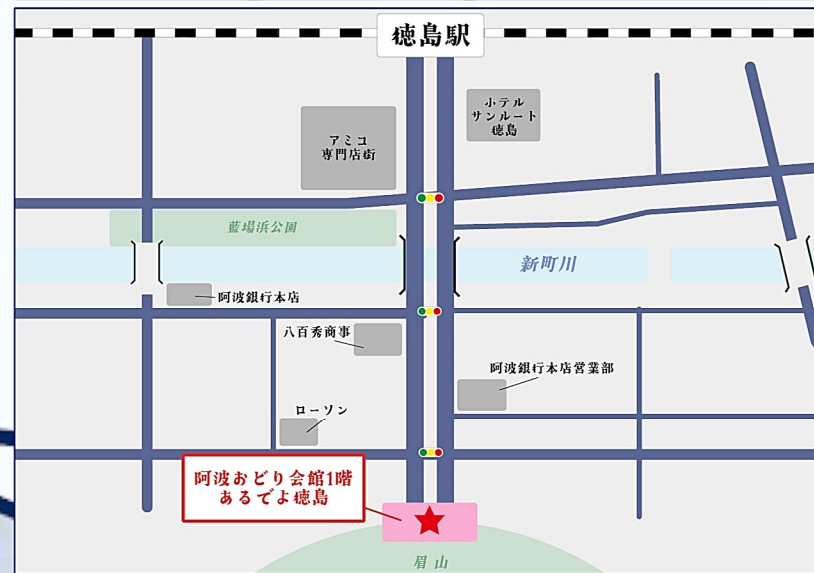 徳島駅
ホテル
サンルート
徳島
アミコ
専門店街
藍場浜公園
新町川
阿波銀行本店
八百秀商事
阿波銀行本店営業部
ローソン
阿波おどり会館1階
あるでよ徳島
眉山